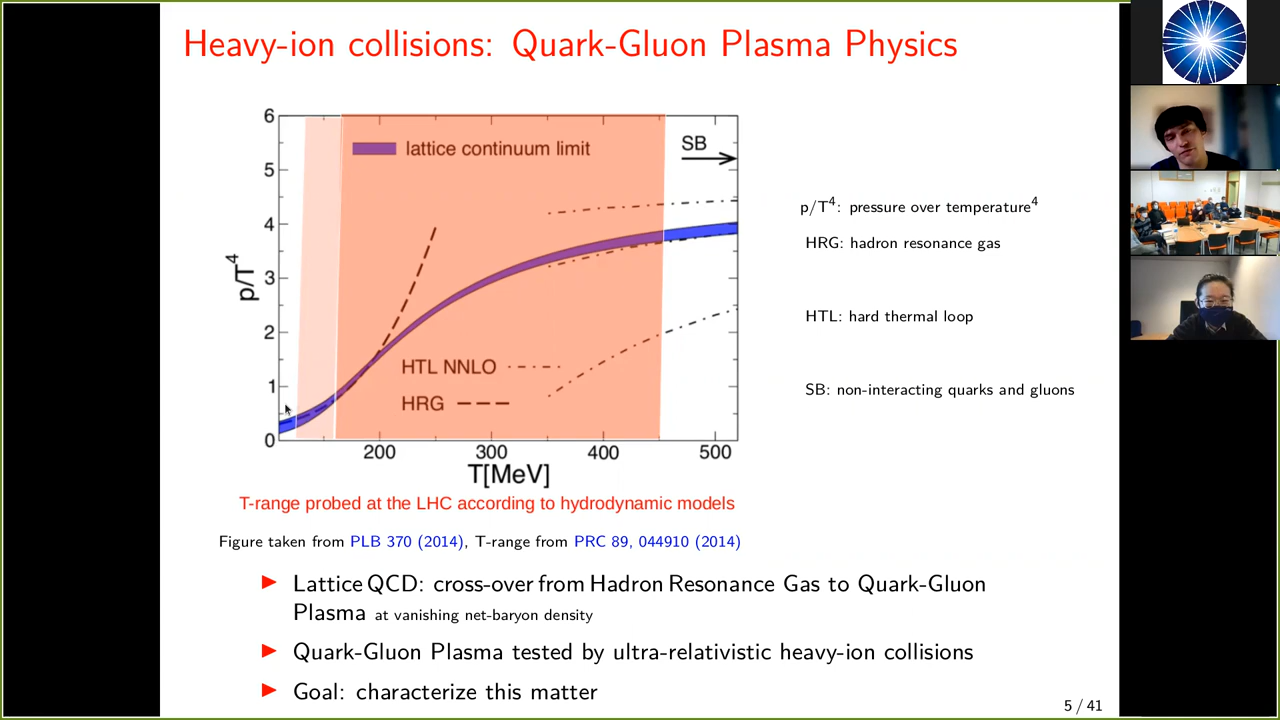 Heavy-ion collisions: Quark-Gluon Plasma Physics
6
5
4
3
2
1
0
p/T⁴
lattice continuum limit
SB
HTL NNLO
HRG
200
300
400
500
T[MeV]
p/T⁴: pressure over temperature⁴
HRG: hadron resonance gas
HTL: hard thermal loop
SB: non-interacting quarks and gluons
T-range probed at the LHC according to hydrodynamic models
Figure taken from PLB 370 (2014), T-range from PRC 89, 044910 (2014)
Lattice QCD: cross-over from Hadron Resonance Gas to Quark-Gluon
Plasma at vanishing net-baryon density
Quark-Gluon Plasma tested by ultra-relativistic heavy-ion collisions
Goal: characterize this matter
5 / 41